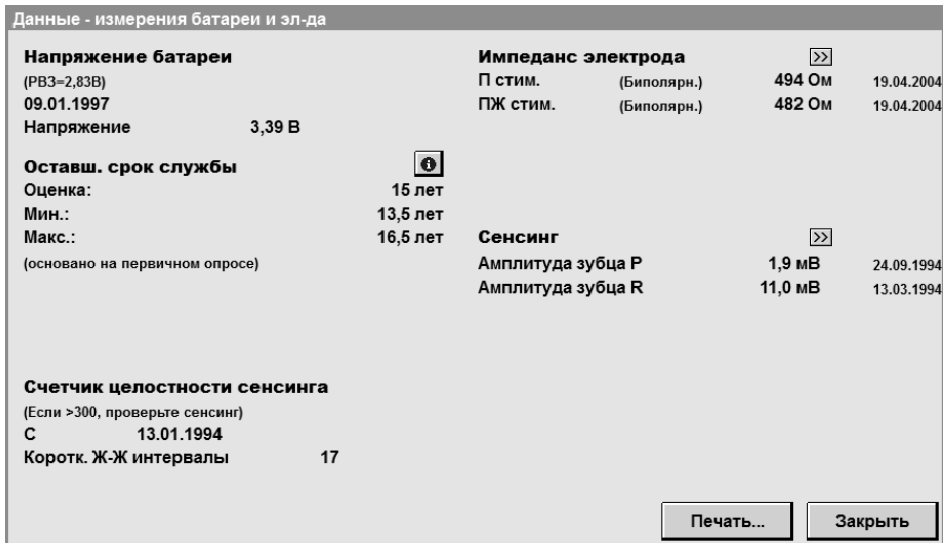 Данные - измерения батареи и эл-да
Напряжение батареи
(РВЗ=2,83В)
09.01.1997
Напряжение 3,39 В
Оставш. срок службы
Оценка: 15 лет
Мин.: 13,5 лет
Макс.: 16,5 лет
(основано на первичном опросе)
Счетчик целостности сенсинга
(Если >300, проверьте сенсинг)
С 13.01.1994
Коротк. Ж-Ж интервалы 17
Импеданс электрода >>
П стим. (Биполярн.) 494 Ом 19.04.2004
ПЖ стим. (Биполярн.) 482 Ом 19.04.2004
Сенсинг >>
Амплитуда зубца P 1,9 мВ 24.09.1994
Амплитуда зубца R 11,0 мВ 13.03.1994
Печать... Закрыть